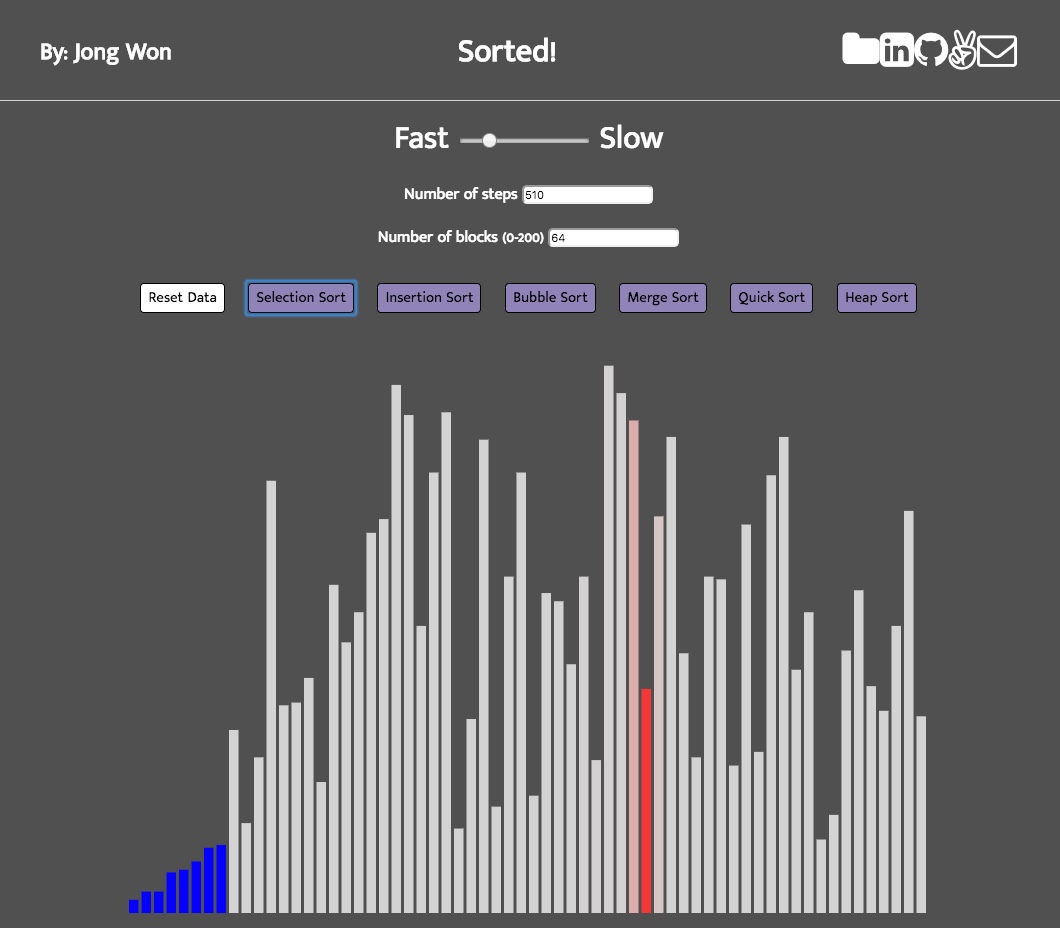 By: Jong Won
Sorted!
in
Fast Slow
Number of steps 510
Number of blocks (0-200) 64
Reset Data Selection Sort Insertion Sort Bubble Sort Merge Sort Quick Sort Heap Sort